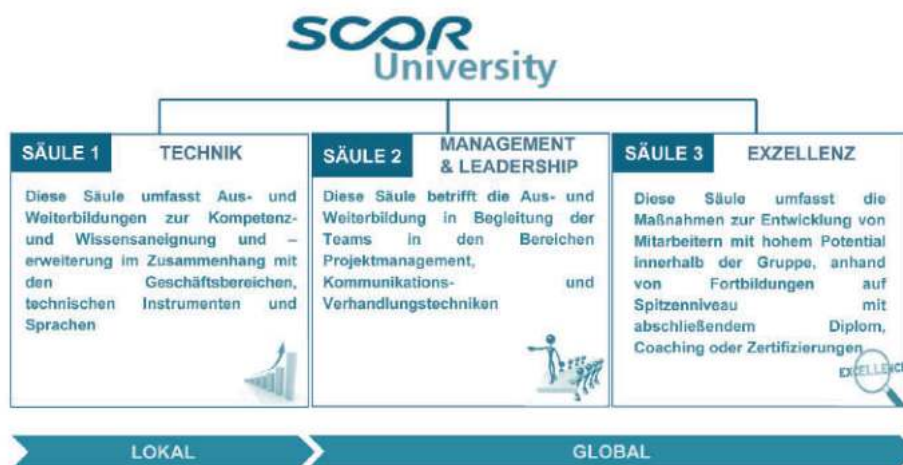 SCOR
University
SÄULE 1
TECHNIK
Diese Säule umfasst Aus- und
Weiterbildungen zur Kompetenz-
und Wissensaneignung und –
erweiterung im Zusammenhang mit
den Geschäftsbereichen,
technischen Instrumenten und
Sprachen
SÄULE 2
MANAGEMENT
& LEADERSHIP
Diese Säule betrifft die Aus- und
Weiterbildung in Begleitung der
Teams in den Bereichen
Projektmanagement,
Kommunikations- und
Verhandlungstechniken
SÄULE 3
EXZELLENZ
Diese Säule umfasst die
Maßnahmen zur Entwicklung von
Mitarbeitern mit hohem Potential
innerhalb der Gruppe, anhand
von Fortbildungen auf
Spitzenniveau mit
abschließendem Diplom,
Coaching oder Zertifizierungen
EXCELLENCE
LOKAL
GLOBAL